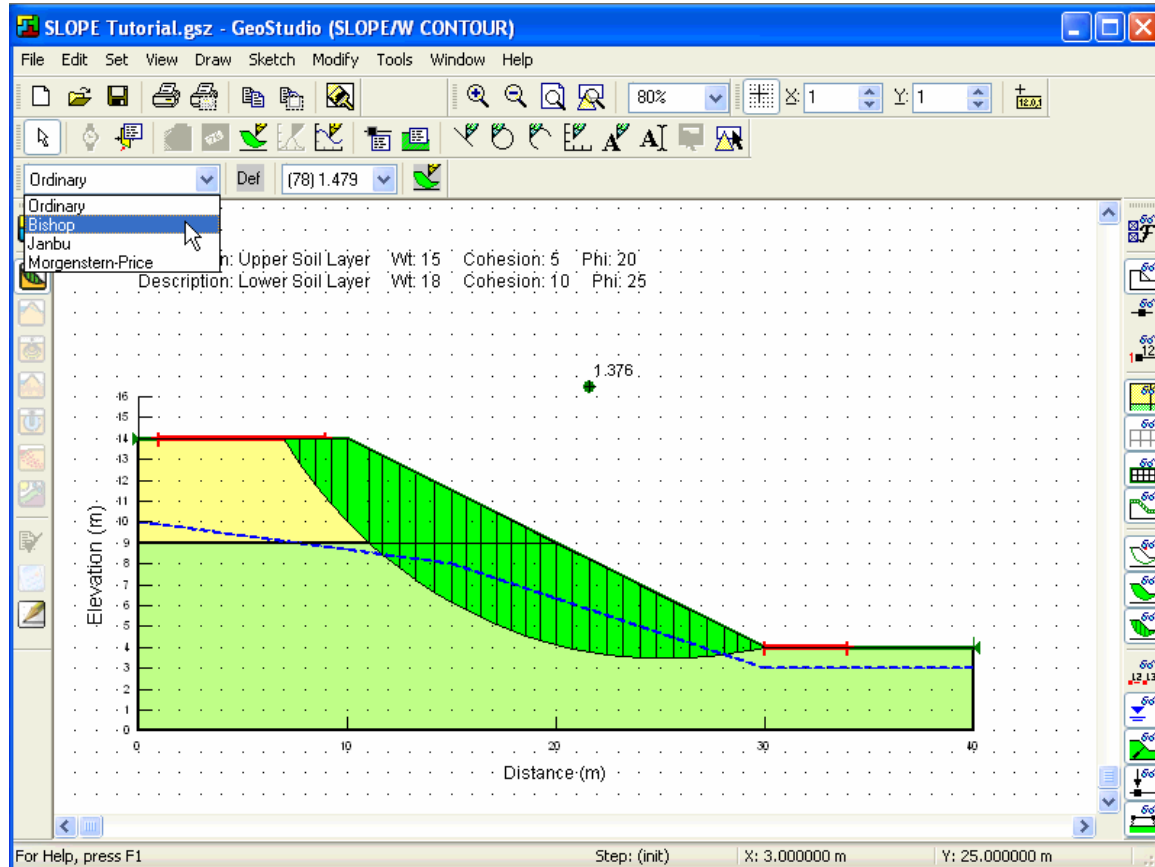 SLOPE Tutorial.gsz - GeoStudio (SLOPE/W CONTOUR)
File Edit Set View Draw Sketch Modify Tools Window Help
80% X: 1 Y: 1
Ordinary Def (78) 1.479
Ordinary
Bishop
Janbu
Morgenstern-Price
n: Upper Soil Layer Wt: 15 Cohesion: 5 Phi: 20
Description: Lower Soil Layer Wt: 18 Cohesion: 10 Phi: 25
1.376
16
15
14
13
12
11
10
9
8
7
6
5
4
3
2
1
0
Elevation (m)
0 10 20 30 40
Distance (m)
For Help, press F1 Step: (init) X: 3.000000 m Y: 25.000000 m